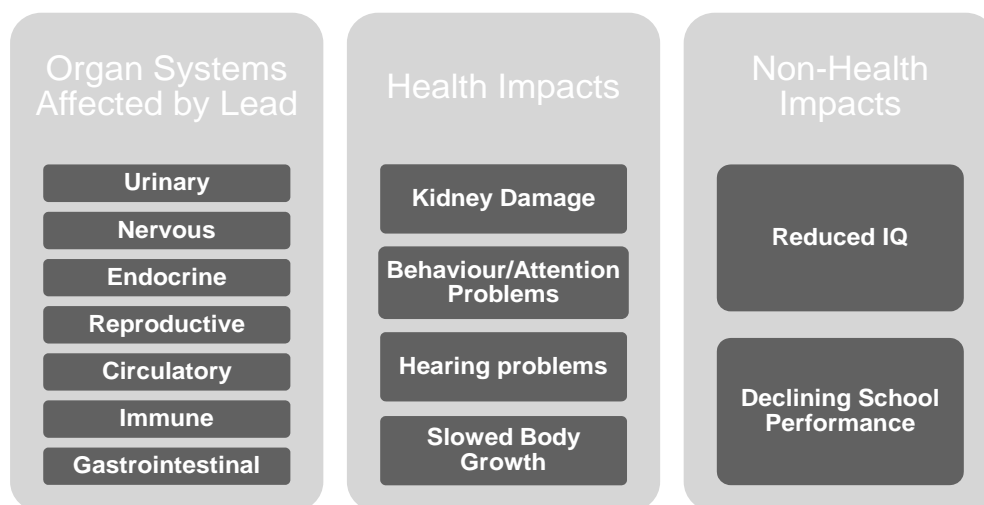 Organ Systems
Affected by Lead
Urinary
Nervous
Endocrine
Reproductive
Circulatory
Immune
Gastrointestinal
Health Impacts
Kidney Damage
Behaviour/Attention
Problems
Hearing problems
Slowed Body
Growth
Non-Health
Impacts
Reduced IQ
Declining School
Performance